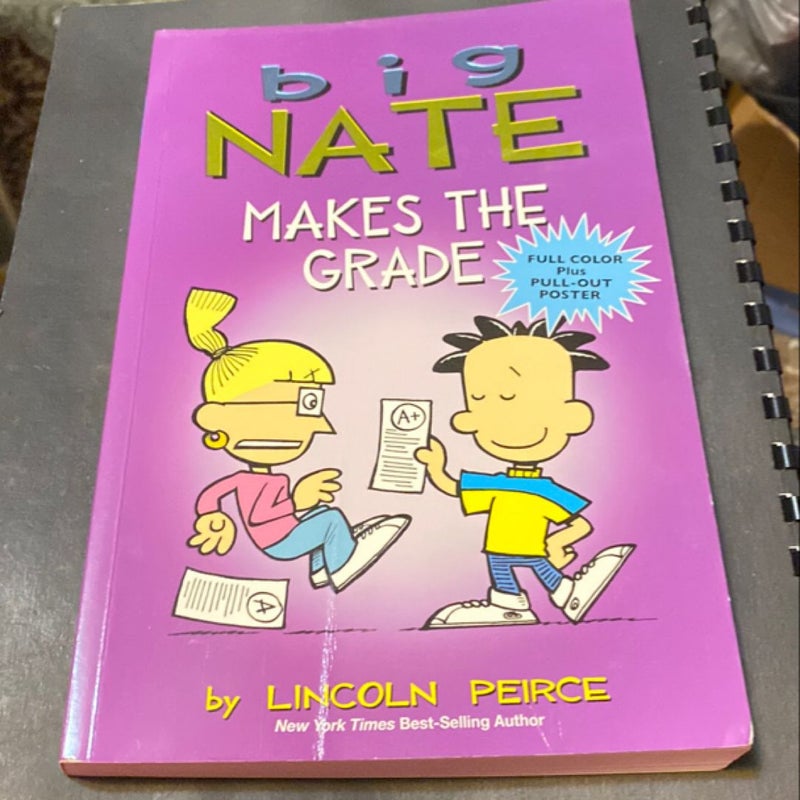 big
NATE
MAKES THE
GRADE
FULL COLOR
Plus
PULL-OUT
POSTER
A+
A
by LINCOLN PEIRCE
New York Times Best-Selling Author